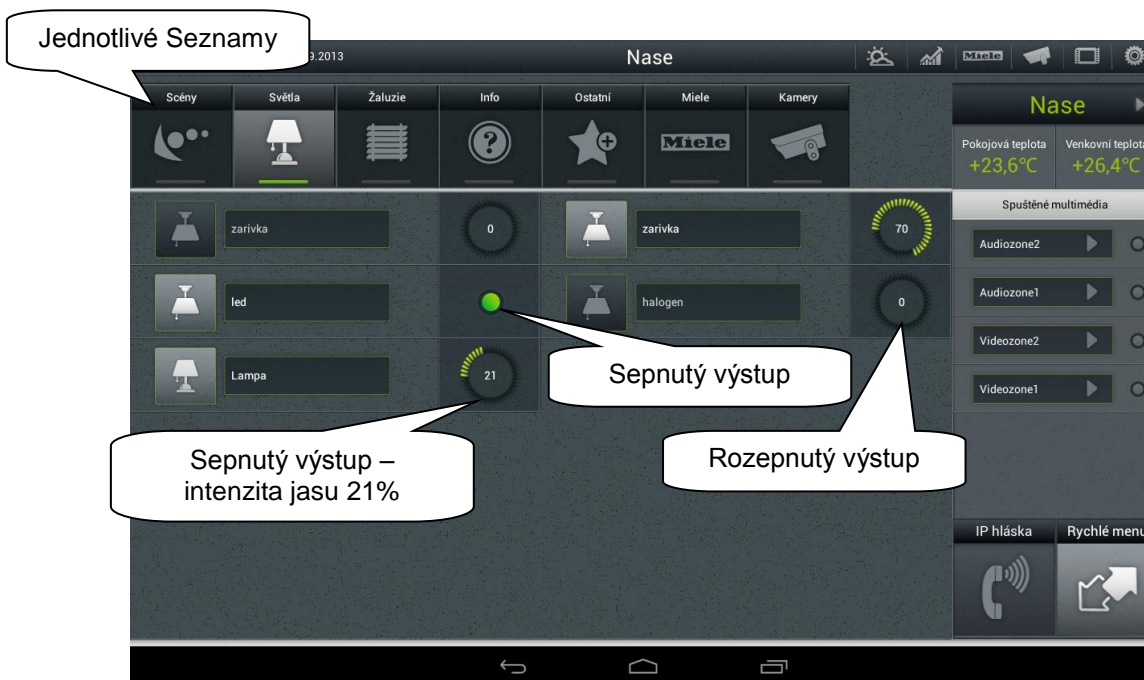 Jednotlivé Seznamy
9.2013
Nase
Miele
Scény
Světla
Žaluzie
Info
Ostatní
Miele
Kamery
Miele
Nase
Pokojová teplota
+23,6°C
Venkovní teplota
+26,4°C
Spuštěné multimédia
zarivka
0
zarivka
70
Audiozone2
led
halogen
0
Audiozone1
Videozone2
Lampa
21
Sepnutý výstup
Videozone1
Sepnutý výstup –
intenzita jasu 21%
Rozepnutý výstup
IP hláska
Rychlé menu